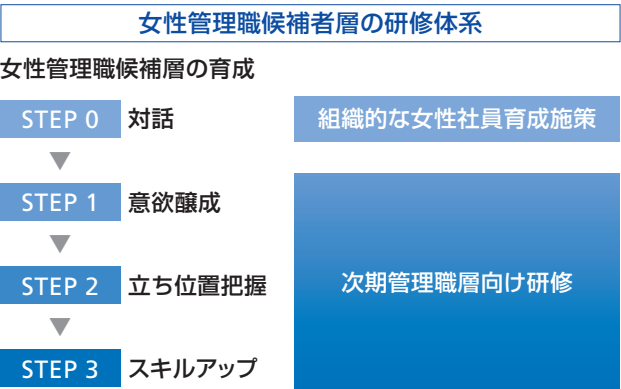 女性管理職候補者層の研修体系
女性管理職候補層の育成
STEP 0 対話 組織的な女性社員育成施策
STEP 1 意欲醸成
STEP 2 立ち位置把握 次期管理職層向け研修
STEP 3 スキルアップ